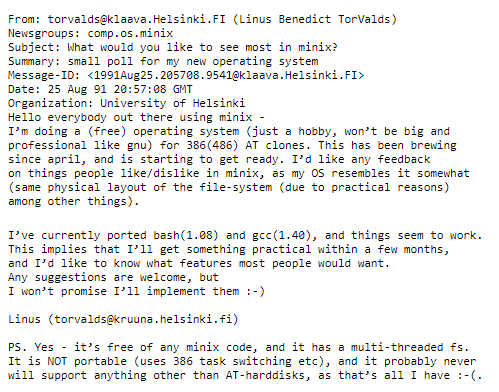 From: torvalds@klaava.Helsinki.FI (Linus Benedict TorValds)
Newsgroups: comp.os.minix
Subject: What would you like to see most in minix?
Summary: small poll for my new operating system
Message-ID: <1991Aug25.205708.9541@klaava.Helsinki.FI>
Date: 25 Aug 91 20:57:08 GMT
Organization: University of Helsinki
Hello everybody out there using minix -
I'm doing a (free) operating system (just a hobby, won't be big and
professional like gnu) for 386(486) AT clones. This has been brewing
since april, and is starting to get ready. I'd like any feedback
on things people like/dislike in minix, as my OS resembles it somewhat
(same physical layout of the file-system (due to practical reasons)
among other things).
I've currently ported bash(1.08) and gcc(1.40), and things seem to work.
This implies that I'll get something practical within a few months,
and I'd like to know what features most people would want.
Any suggestions are welcome, but
I won't promise I'll implement them :-)
Linus (torvalds@kruuna.helsinki.fi)
PS. Yes - it's free of any minix code, and it has a multi-threaded fs.
It is NOT portable (uses 386 task switching etc), and it probably never
will support anything other than AT-harddisks, as that's all I have :-(.